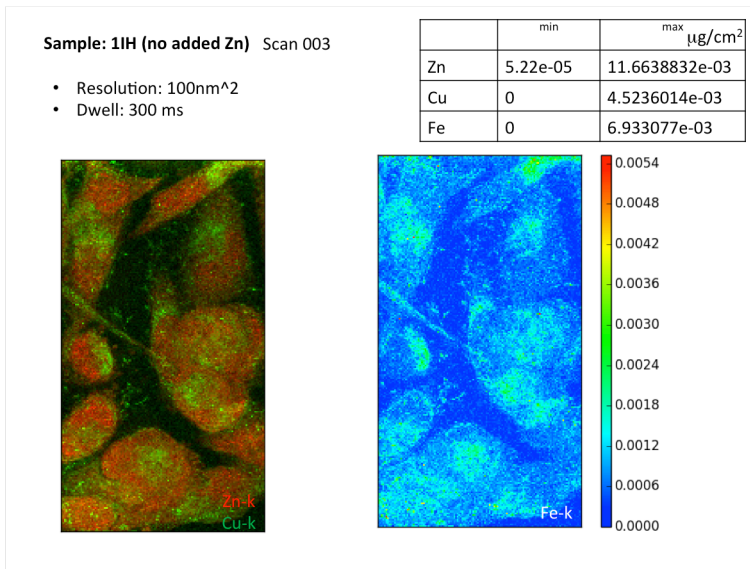 Sample: 1IH (no added Zn) Scan 003
• Resolution: 100nm^2
• Dwell: 300 ms
min max μg/cm²
Zn 5.22e-05 11.6638832e-03
Cu 0 4.5236014e-03
Fe 0 6.933077e-03
Zn-k
Cu-k
Fe-k
0.0054
0.0048
0.0042
0.0036
0.0030
0.0024
0.0018
0.0012
0.0006
0.0000